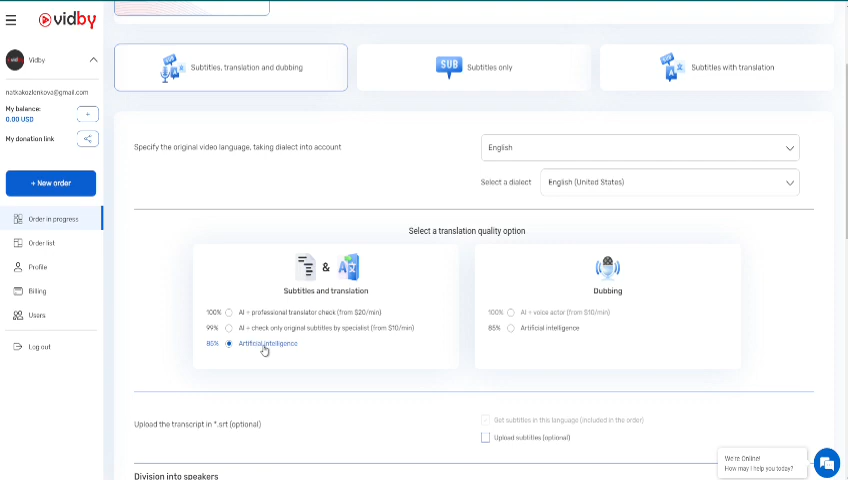 vidby
Vidby
natkakozlenkova@gmail.com
My balance:
0.00 USD
+
My donation link
+ New order
Order in progress
Order list
Profile
Billing
Users
Log out
Subtitles, translation and dubbing
SUB
Subtitles only
Subtitles with translation
Specify the original video language, taking dialect into account
English
Select a dialect
English (United States)
Select a translation quality option
&
Subtitles and translation
100% AI + professional translator check (from $20/min)
99% AI + check only original subtitles by specialist (from $10/min)
85% Artificial intelligence
Dubbing
100% AI + voice actor (from $10/min)
85% Artificial intelligence
Upload the transcript in *.srt (optional)
Get subtitles in this language (included in the order)
Upload subtitles (optional)
Division into speakers
We're Online!
How may I help you today?